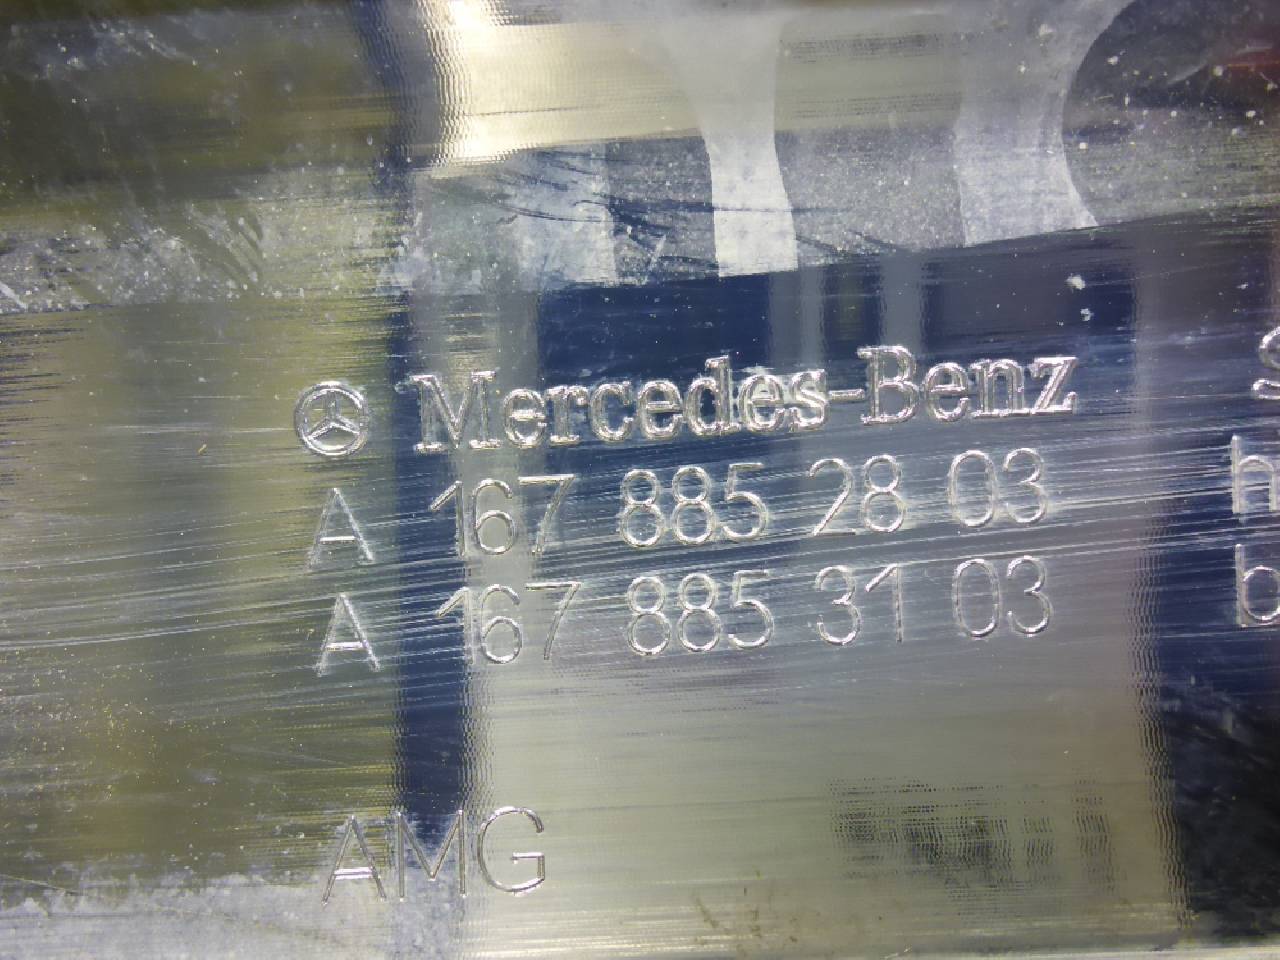 Mercedes-Benz
A 167 885 28 03
A 167 885 31 03
AMG